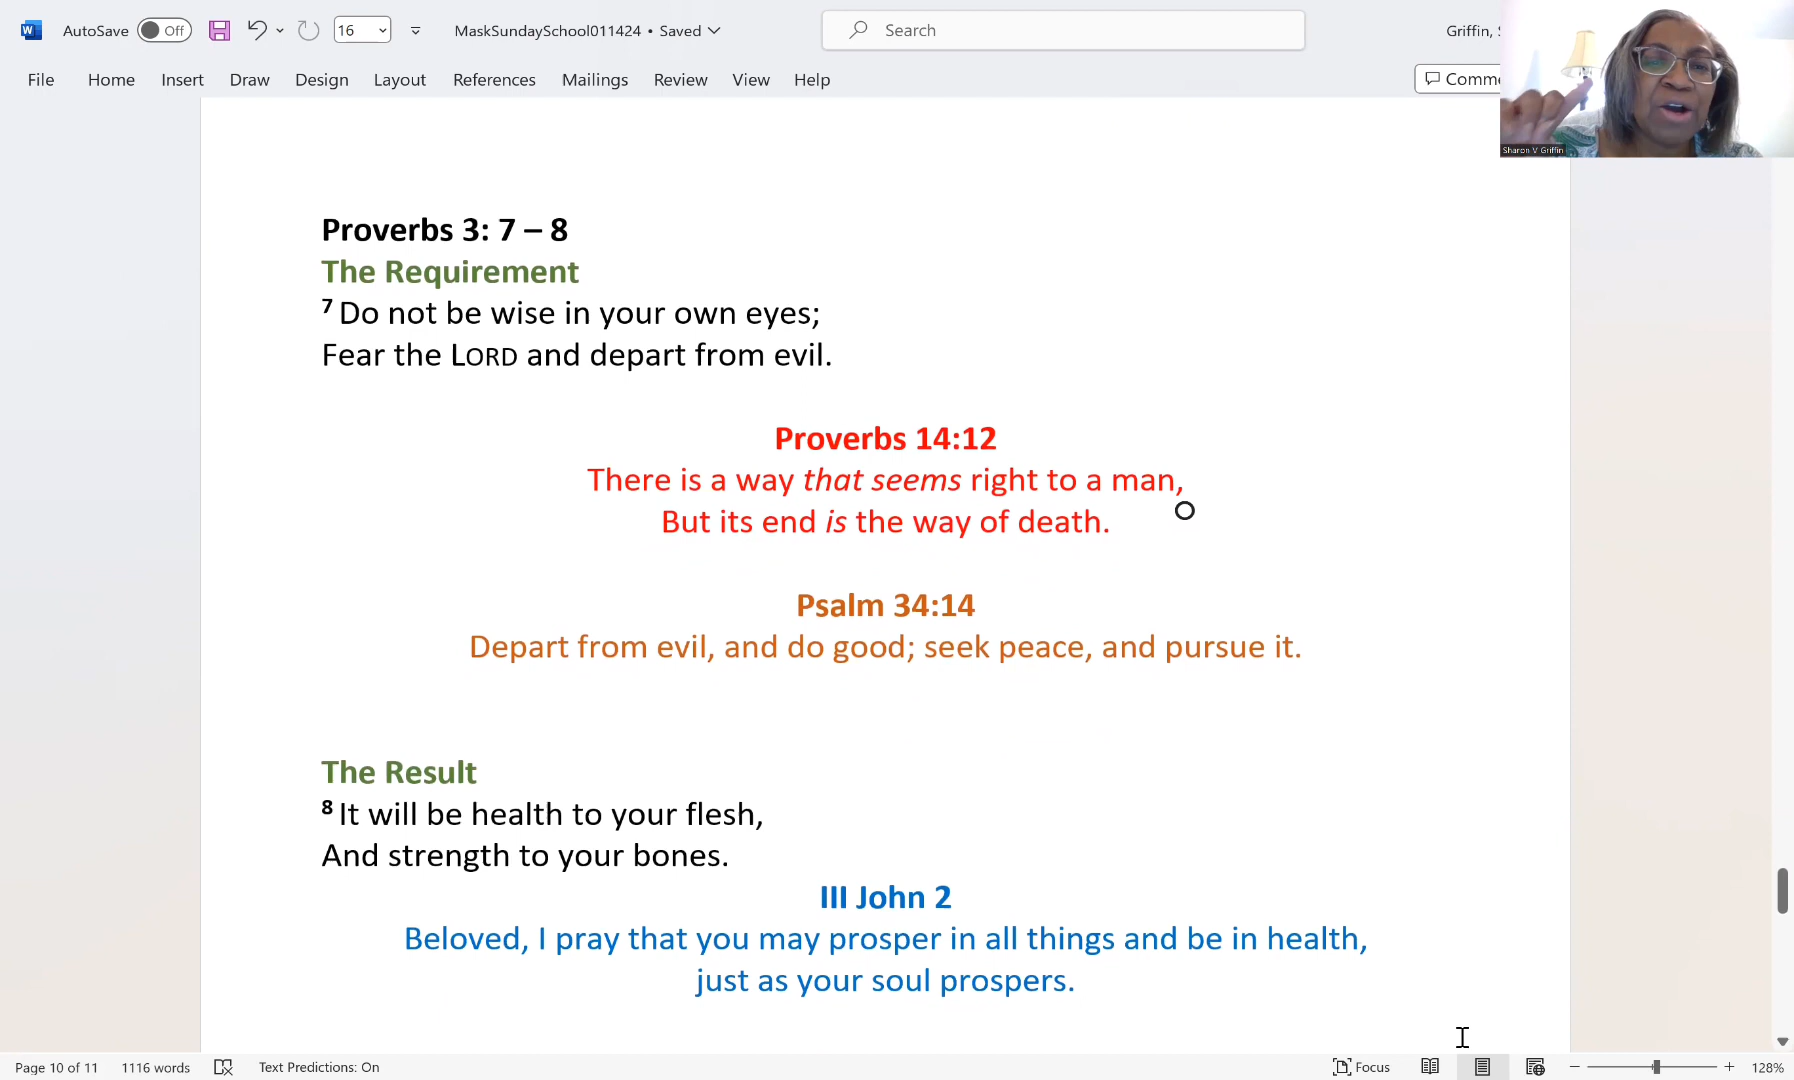 AutoSave Off 16 MaskSundaySchool011424 • Saved Search Griffin, S
File Home Insert Draw Design Layout References Mailings Review View Help Comme
Sharon V Griffin
Proverbs 3: 7 – 8
The Requirement
7 Do not be wise in your own eyes;
Fear the LORD and depart from evil.
Proverbs 14:12
There is a way that seems right to a man,
But its end is the way of death.
Psalm 34:14
Depart from evil, and do good; seek peace, and pursue it.
The Result
8 It will be health to your flesh,
And strength to your bones.
III John 2
Beloved, I pray that you may prosper in all things and be in health,
just as your soul prospers.
Page 10 of 11 1116 words Text Predictions: On Focus 128%